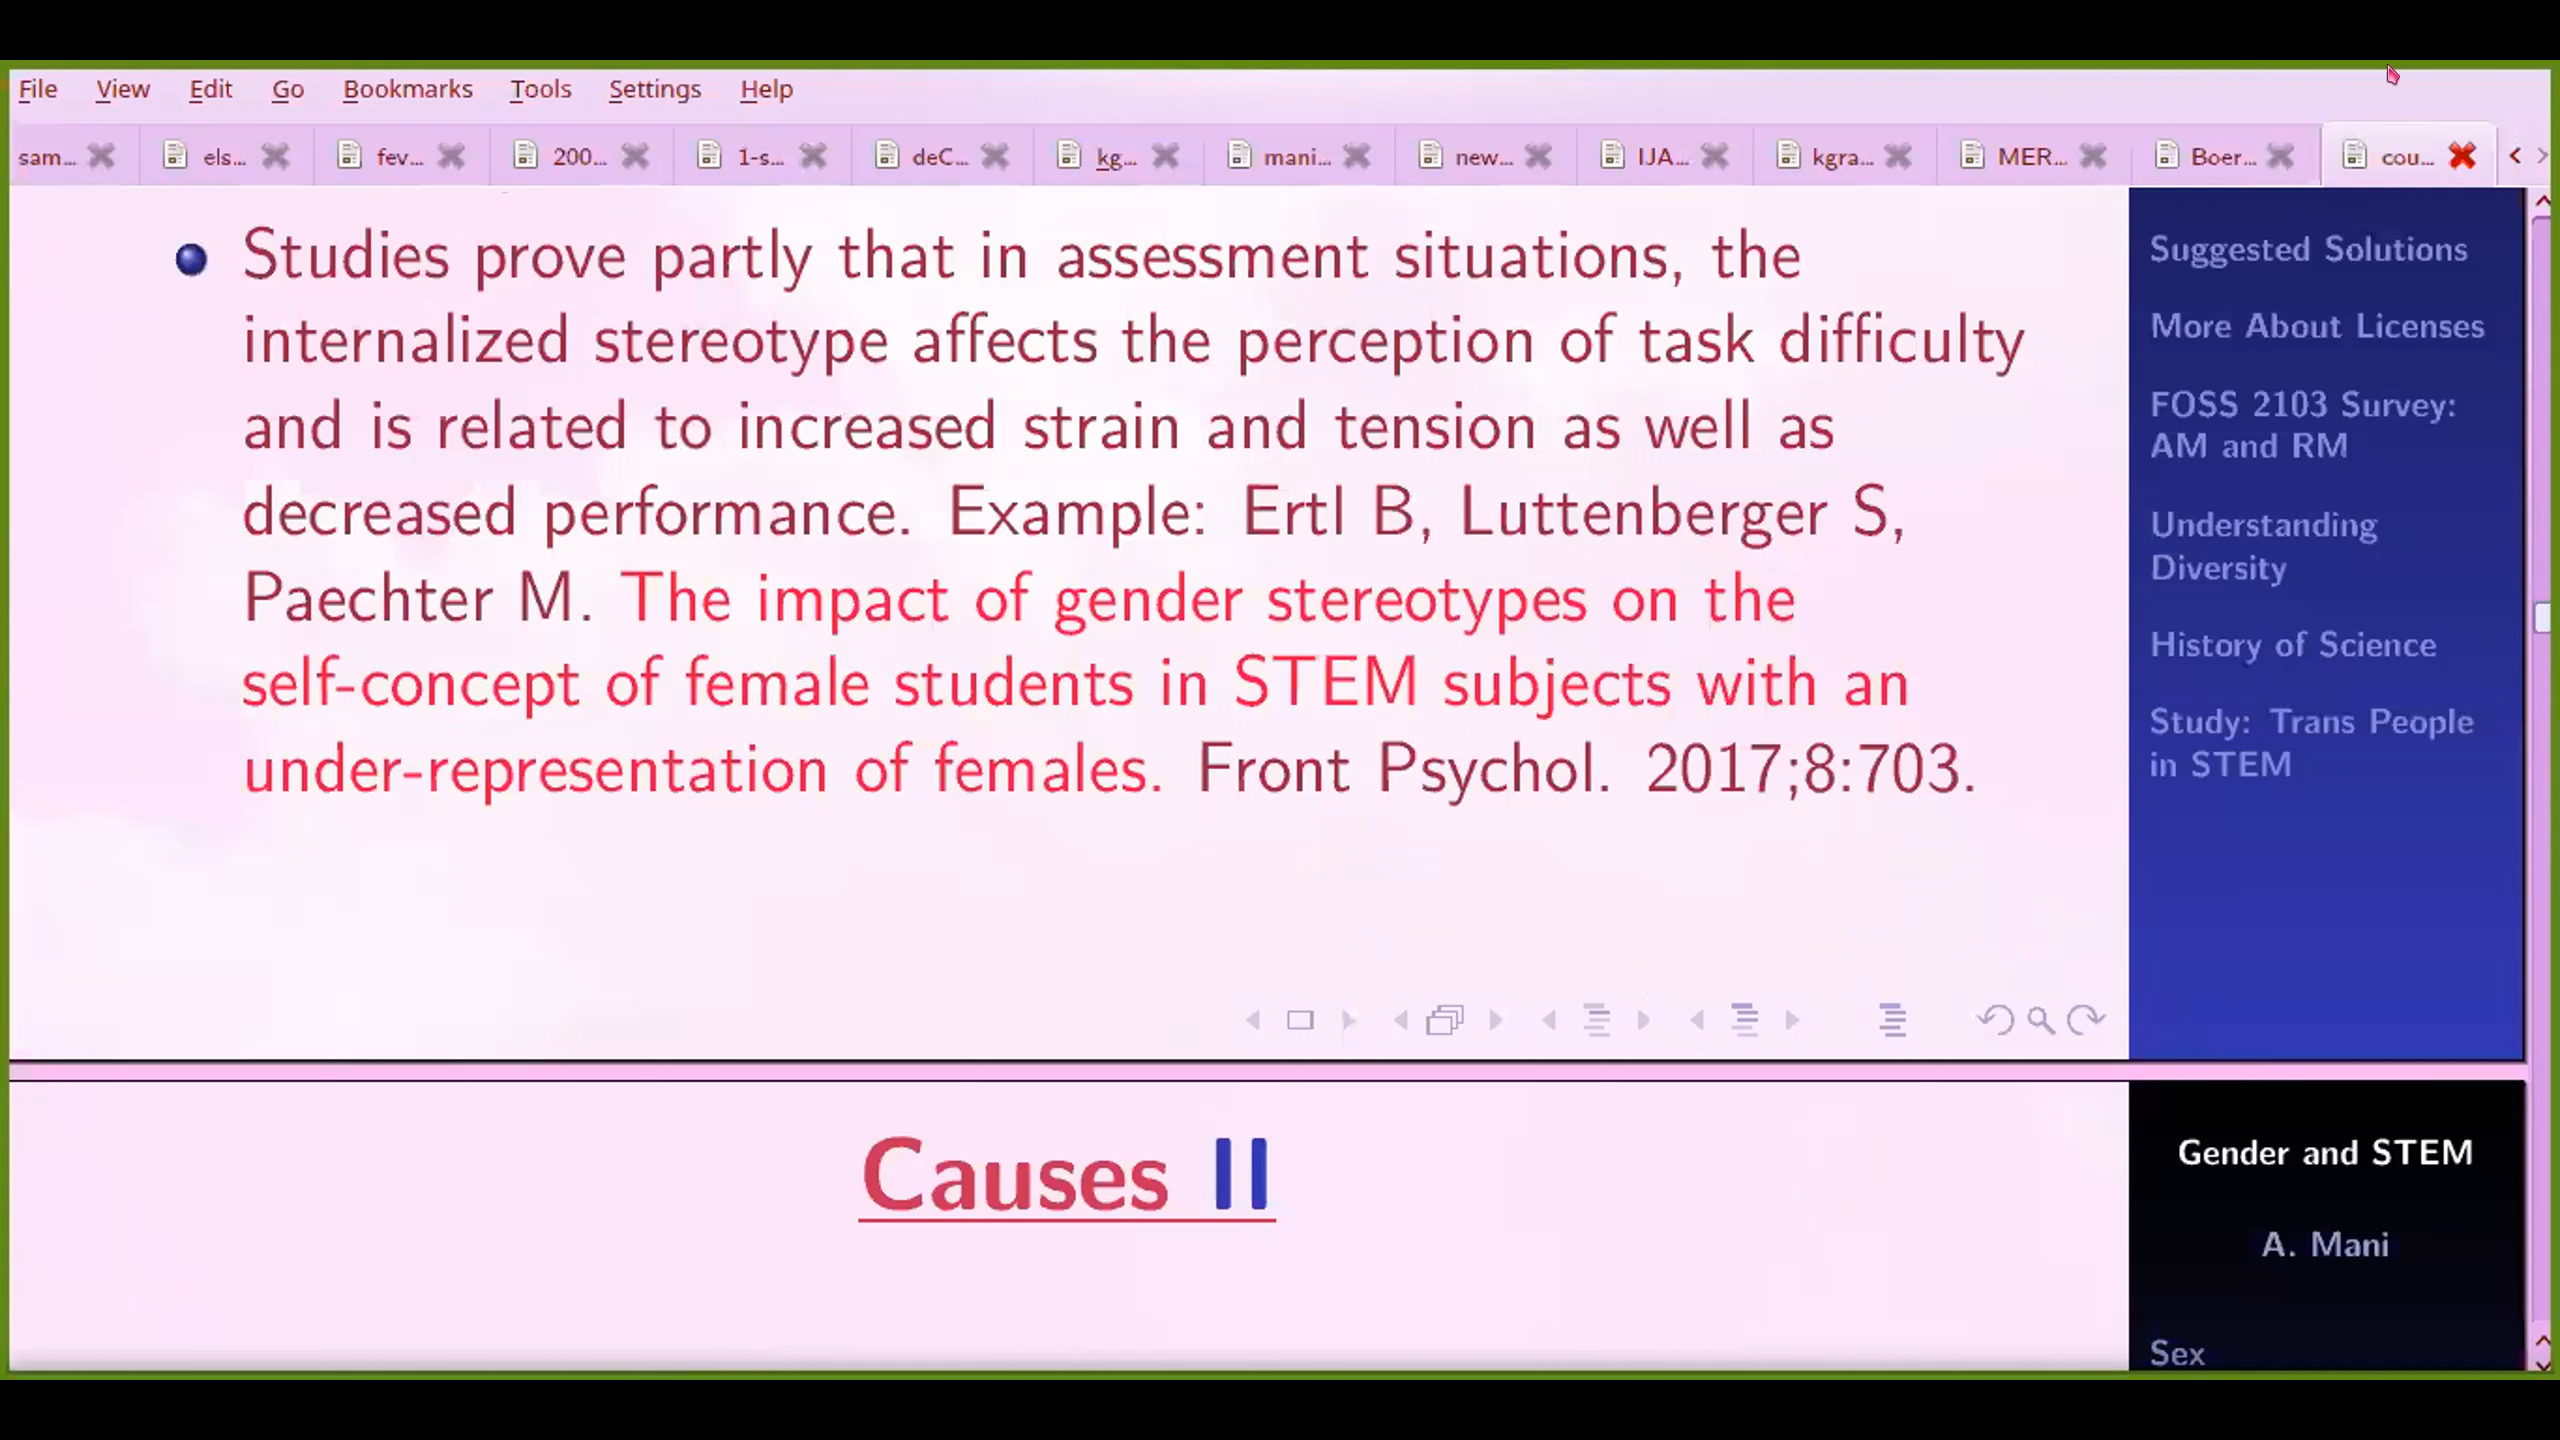 File View Edit Go Bookmarks Tools Settings Help
sam... els... fev... 200... 1-s... deC... kg... mani... new... IJA... kgra... MER... Boer... cou...
Studies prove partly that in assessment situations, the
internalized stereotype affects the perception of task difficulty
and is related to increased strain and tension as well as
decreased performance. Example: Ertl B, Luttenberger S,
Paechter M. The impact of gender stereotypes on the
self-concept of female students in STEM subjects with an
under-representation of females. Front Psychol. 2017;8:703.
Suggested Solutions
More About Licenses
FOSS 2103 Survey:
AM and RM
Understanding
Diversity
History of Science
Study: Trans People
in STEM
Causes II
Gender and STEM
A. Mani
Sex